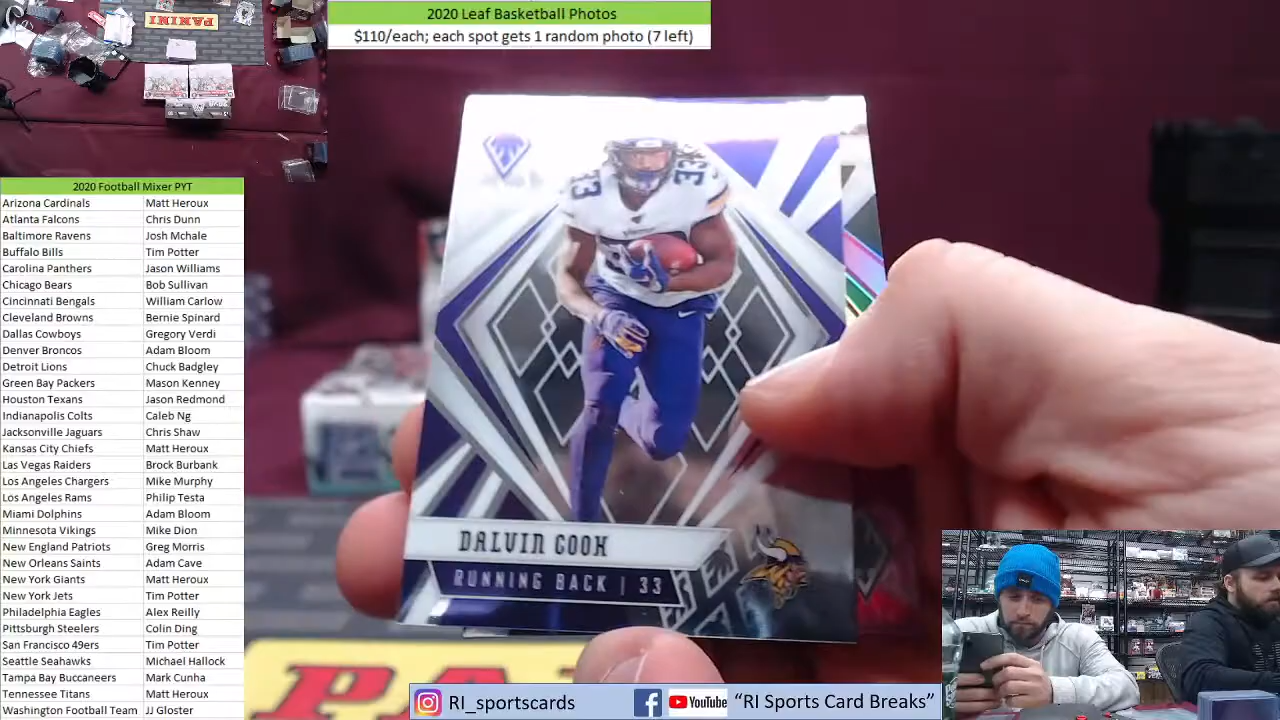 PANINI
2020 Leaf Basketball Photos
$110/each; each spot gets 1 random photo (7 left)
2020 Football Mixer PYT
Arizona Cardinals Matt Heroux
Atlanta Falcons Chris Dunn
Baltimore Ravens Josh Mchale
Buffalo Bills Tim Potter
Carolina Panthers Jason Williams
Chicago Bears Bob Sullivan
Cincinnati Bengals William Carlow
Cleveland Browns Bernie Spinard
Dallas Cowboys Gregory Verdi
Denver Broncos Adam Bloom
Detroit Lions Chuck Badgley
Green Bay Packers Mason Kenney
Houston Texans Jason Redmond
Indianapolis Colts Caleb Ng
Jacksonville Jaguars Chris Shaw
Kansas City Chiefs Matt Heroux
Las Vegas Raiders Brock Burbank
Los Angeles Chargers Mike Murphy
Los Angeles Rams Philip Testa
Miami Dolphins Adam Bloom
Minnesota Vikings Mike Dion
New England Patriots Greg Morris
New Orleans Saints Adam Cave
New York Giants Matt Heroux
New York Jets Tim Potter
Philadelphia Eagles Alex Reilly
Pittsburgh Steelers Colin Ding
San Francisco 49ers Tim Potter
Seattle Seahawks Michael Hallock
Tampa Bay Buccaneers Mark Cunha
Tennessee Titans Matt Heroux
Washington Football Team JJ Gloster
33 33
DALVIN COOK
RUNNING BACK | 33
RI_sportscards YouTube "RI Sports Card Breaks"